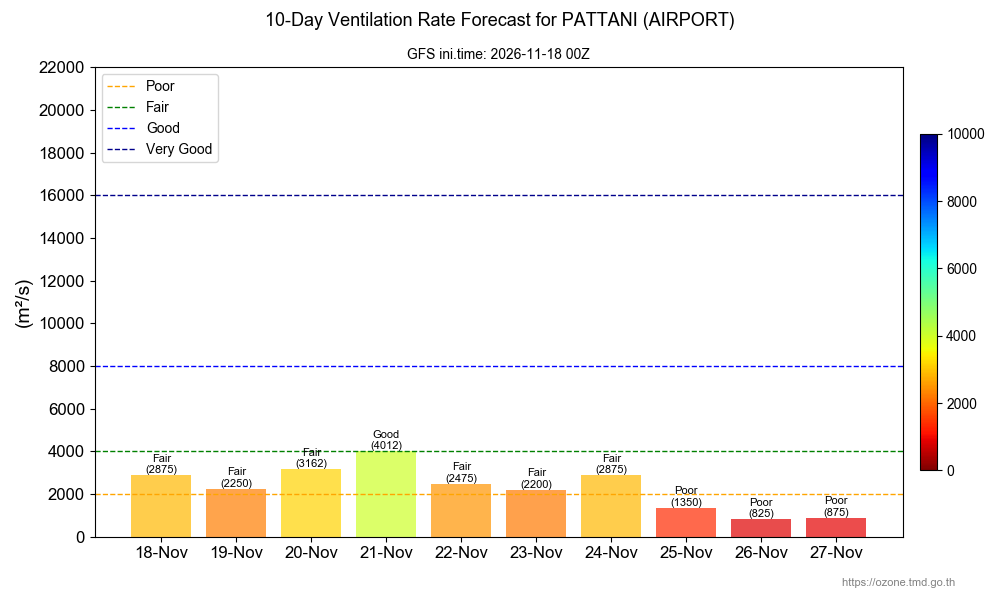 10-Day Ventilation Rate Forecast for PATTANI (AIRPORT)
GFS ini.time: 2026-11-18 00Z
Poor
Fair
Good
Very Good
(m²/s)
22000
20000
18000
16000
14000
12000
10000
8000
6000
4000
2000
0
Fair
(2875)
Fair
(2250)
Fair
(3162)
Good
(4012)
Fair
(2475)
Fair
(2200)
Fair
(2875)
Poor
(1350)
Poor
(825)
Poor
(875)
18-Nov
19-Nov
20-Nov
21-Nov
22-Nov
23-Nov
24-Nov
25-Nov
26-Nov
27-Nov
10000
8000
6000
4000
2000
0
https://ozone.tmd.go.th